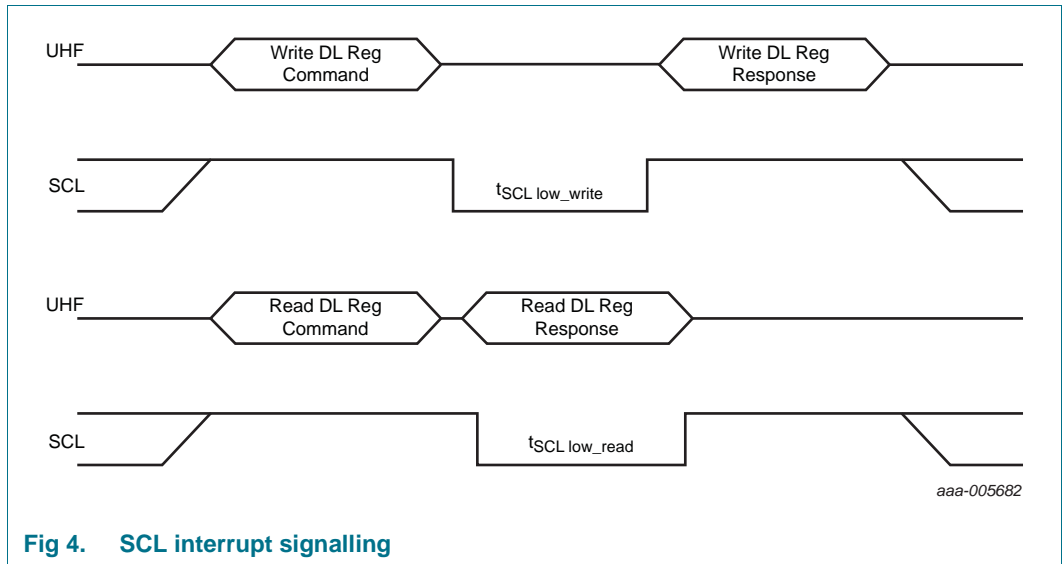 UHF
Write DL Reg
Command
Write DL Reg
Response
SCL
tSCL low_write
UHF
Read DL Reg
Command
Read DL Reg
Response
SCL
tSCL low_read
aaa-005682
Fig 4. SCL interrupt signalling